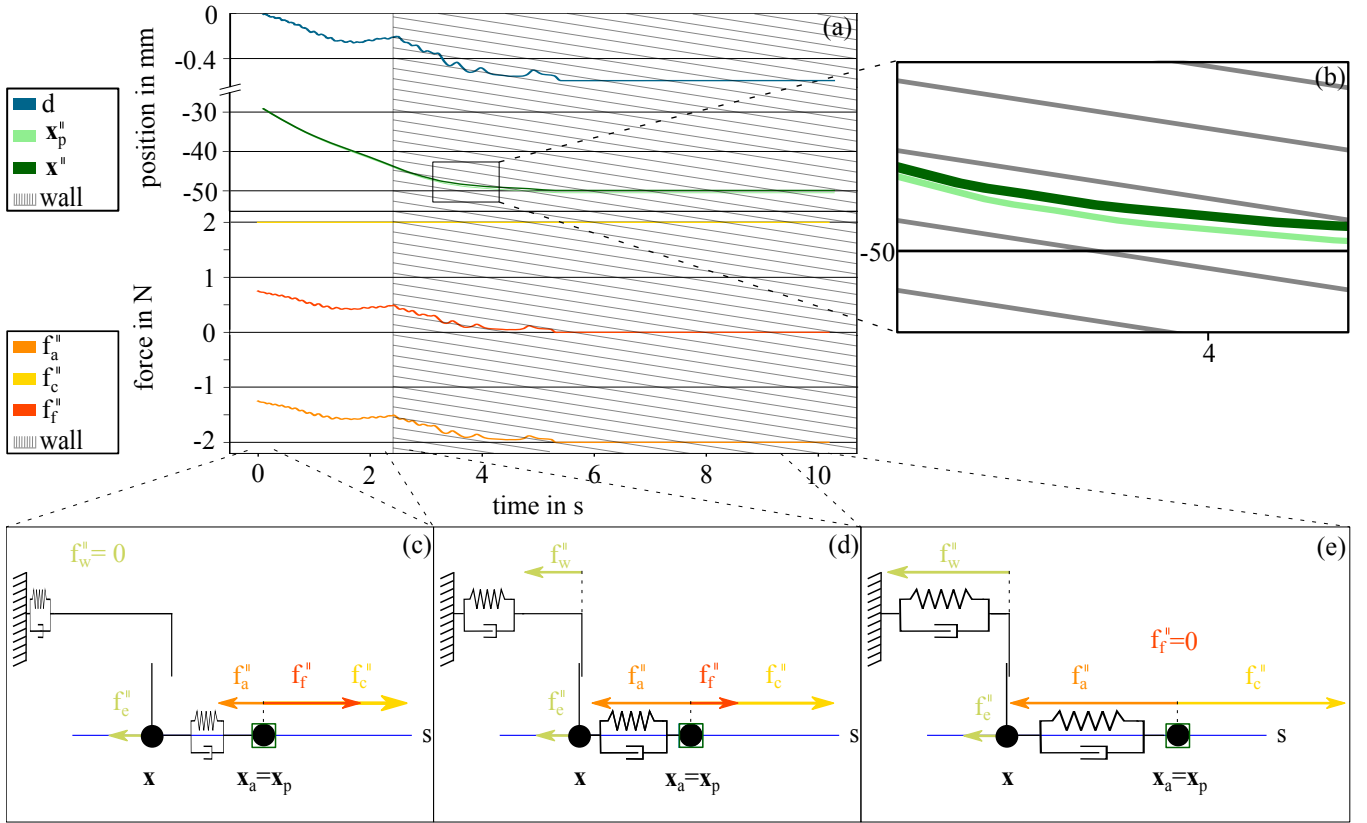 (a)
0
-0.4
-30
-40
-50
position in mm
d
x_p^{||}
x^{||}
wall
2
1
0
-1
-2
force in N
f_a^{||}
f_c^{||}
f_f^{||}
wall
0 2 4 6 8 10
time in s
(b)
-50
4
(c)
f_w^{||} = 0
f_a^{||} f_f^{||} f_c^{||}
f_e^{||}
s
x x_a=x_p
(d)
f_w^{||}
f_a^{||} f_f^{||} f_c^{||}
f_e^{||}
s
x x_a=x_p
(e)
f_w^{||}
f_f^{||}=0
f_a^{||} f_c^{||}
f_e^{||}
s
x x_a=x_p